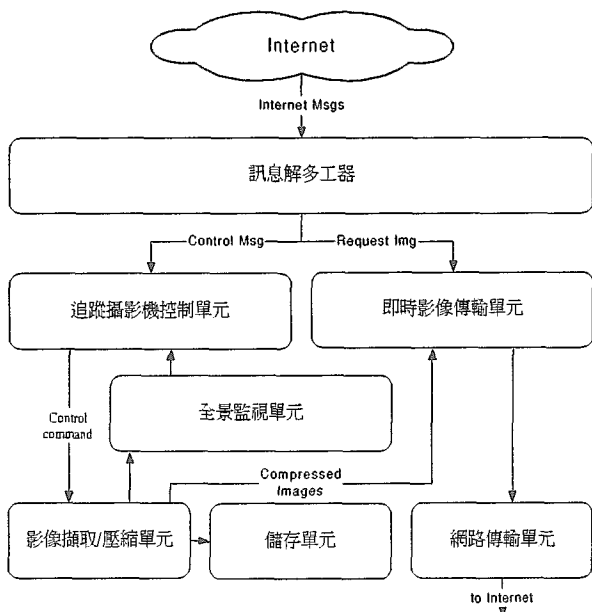 Internet
Internet Msgs
訊息解多工器
Control Msg
Request Img
追蹤攝影機控制單元
即時影像傳輸單元
全景監視單元
Control
command
Compressed
Images
影像擷取/壓縮單元
儲存單元
網路傳輸單元
to Internet